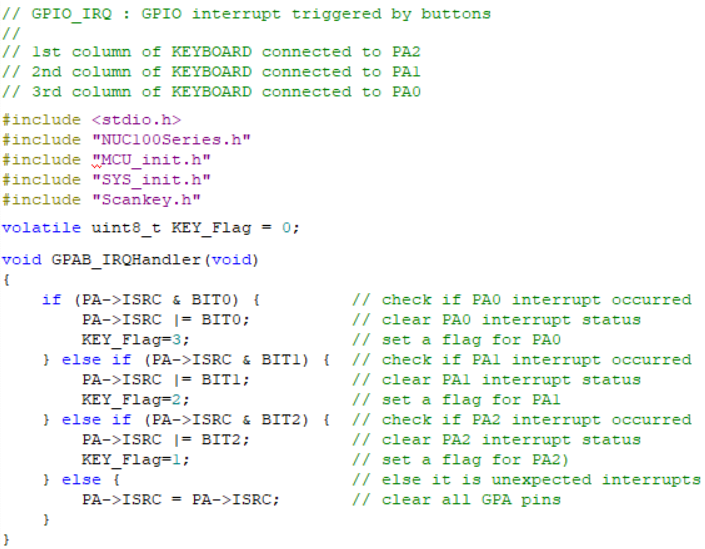 // GPIO_IRQ : GPIO interrupt triggered by buttons
//
// 1st column of KEYBOARD connected to PA2
// 2nd column of KEYBOARD connected to PA1
// 3rd column of KEYBOARD connected to PA0
#include <stdio.h>
#include "NUC100Series.h"
#include "MCU_init.h"
#include "SYS_init.h"
#include "Scankey.h"
volatile uint8_t KEY_Flag = 0;
void GPAB_IRQHandler(void)
{
    if (PA->ISRC & BIT0) {         // check if PA0 interrupt occurred
        PA->ISRC |= BIT0;          // clear PA0 interrupt status
        KEY_Flag=3;                // set a flag for PA0
    } else if (PA->ISRC & BIT1) {  // check if PA1 interrupt occurred
        PA->ISRC |= BIT1;          // clear PA1 interrupt status
        KEY_Flag=2;                // set a flag for PA1
    } else if (PA->ISRC & BIT2) {  // check if PA2 interrupt occurred
        PA->ISRC |= BIT2;          // clear PA2 interrupt status
        KEY_Flag=1;                // set a flag for PA2)
    } else {                       // else it is unexpected interrupts
        PA->ISRC = PA->ISRC;       // clear all GPA pins
    }
}